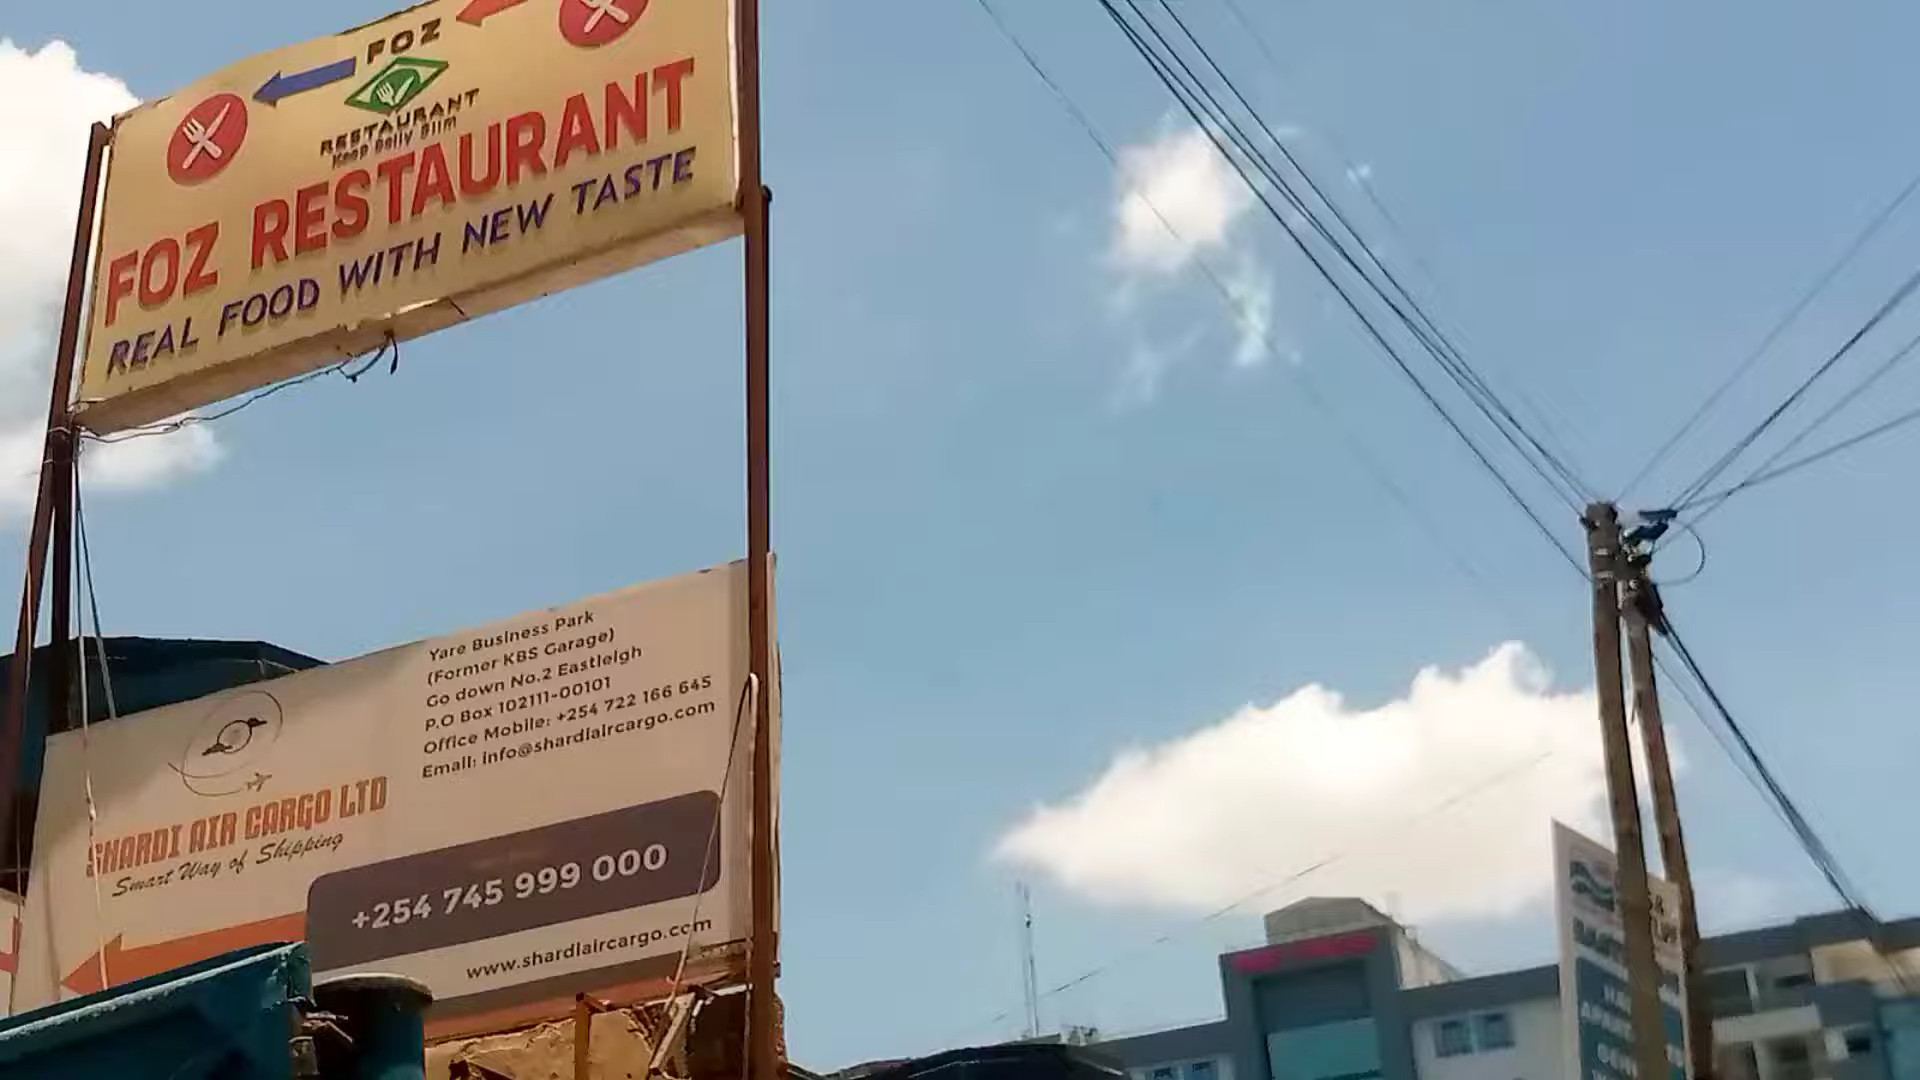 FOZ
RESTAURANT
Keep Belly Slim
FOZ RESTAURANT
REAL FOOD WITH NEW TASTE
Yare Business Park
(Former KBS Garage)
Go down No.2 Eastleigh
P.O Box 102111-00101
Office Mobile: +254 722 166 645
Email: info@shardiaircargo.com
SHARDI AIR CARGO LTD
Smart Way of Shipping
+254 745 999 000
www.shardiaircargo.com